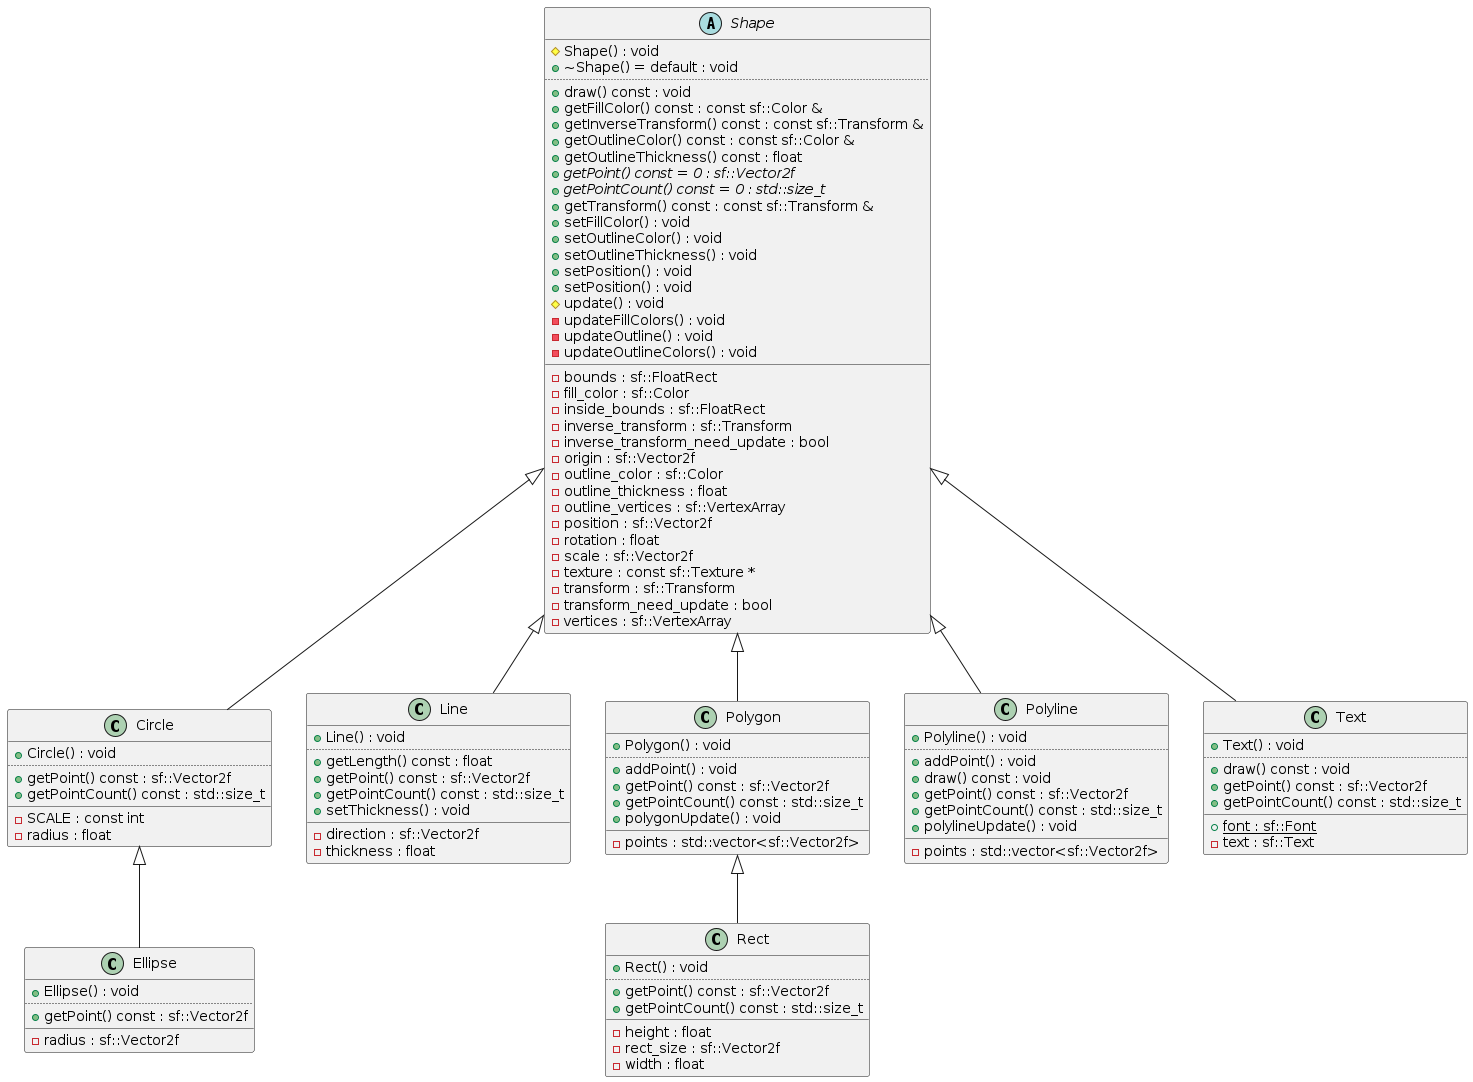 A Shape
Shape() : void
~Shape() = default : void
draw() const : void
getFillColor() const : const sf::Color &
getInverseTransform() const : const sf::Transform &
getOutlineColor() const : const sf::Color &
getOutlineThickness() const : float
getPoint() const = 0 : sf::Vector2f
getPointCount() const = 0 : std::size_t
getTransform() const : const sf::Transform &
setFillColor() : void
setOutlineColor() : void
setOutlineThickness() : void
setPosition() : void
setPosition() : void
update() : void
updateFillColors() : void
updateOutline() : void
updateOutlineColors() : void
bounds : sf::FloatRect
fill_color : sf::Color
inside_bounds : sf::FloatRect
inverse_transform : sf::Transform
inverse_transform_need_update : bool
origin : sf::Vector2f
outline_color : sf::Color
outline_thickness : float
outline_vertices : sf::VertexArray
position : sf::Vector2f
rotation : float
scale : sf::Vector2f
texture : const sf::Texture *
transform : sf::Transform
transform_need_update : bool
vertices : sf::VertexArray
C Circle
Circle() : void
getPoint() const : sf::Vector2f
getPointCount() const : std::size_t
SCALE : const int
radius : float
C Line
Line() : void
getLength() const : float
getPoint() const : sf::Vector2f
getPointCount() const : std::size_t
setThickness() : void
direction : sf::Vector2f
thickness : float
C Polygon
Polygon() : void
addPoint() : void
getPoint() const : sf::Vector2f
getPointCount() const : std::size_t
polygonUpdate() : void
points : std::vector<sf::Vector2f>
C Polyline
Polyline() : void
addPoint() : void
draw() const : void
getPoint() const : sf::Vector2f
getPointCount() const : std::size_t
polylineUpdate() : void
points : std::vector<sf::Vector2f>
C Text
Text() : void
draw() const : void
getPoint() const : sf::Vector2f
getPointCount() const : std::size_t
font : sf::Font
text : sf::Text
C Ellipse
Ellipse() : void
getPoint() const : sf::Vector2f
radius : sf::Vector2f
C Rect
Rect() : void
getPoint() const : sf::Vector2f
getPointCount() const : std::size_t
height : float
rect_size : sf::Vector2f
width : float